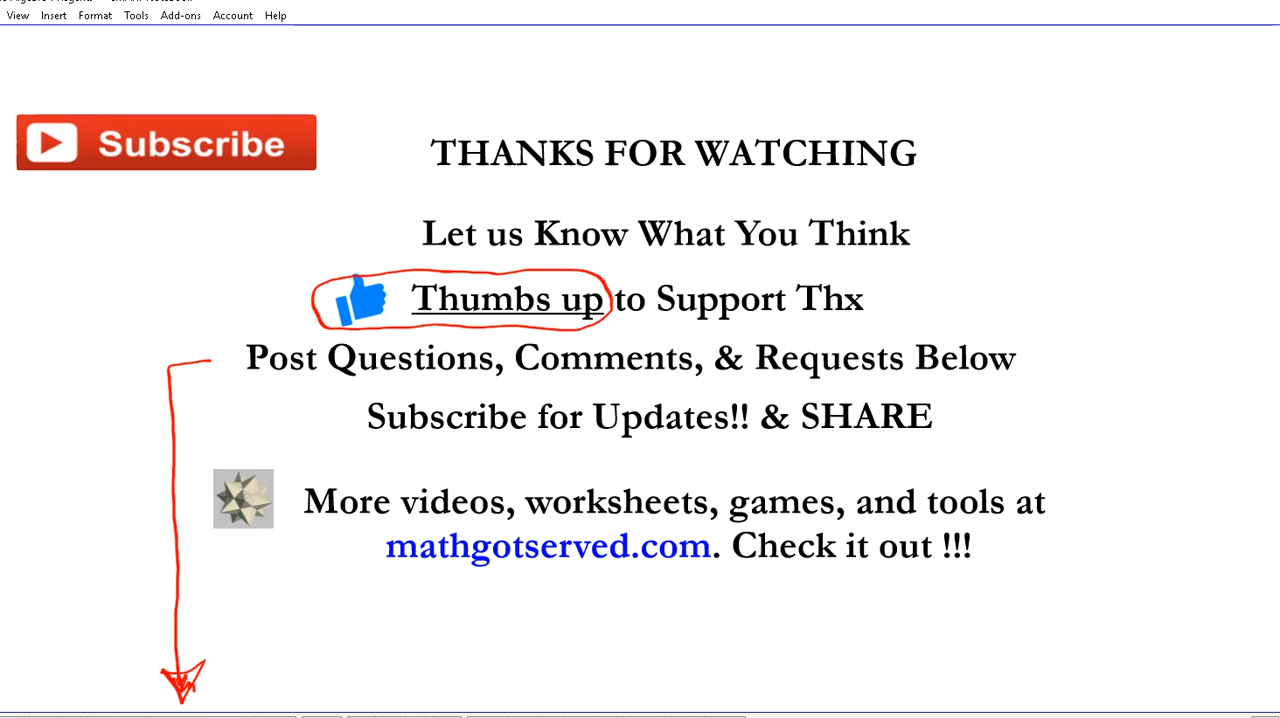 View Insert Format Tools Add-ons Account Help
Subscribe
THANKS FOR WATCHING
Let us Know What You Think
Thumbs up to Support Thx
Post Questions, Comments, & Requests Below
Subscribe for Updates!! & SHARE
More videos, worksheets, games, and tools at
mathgotserved.com. Check it out !!!